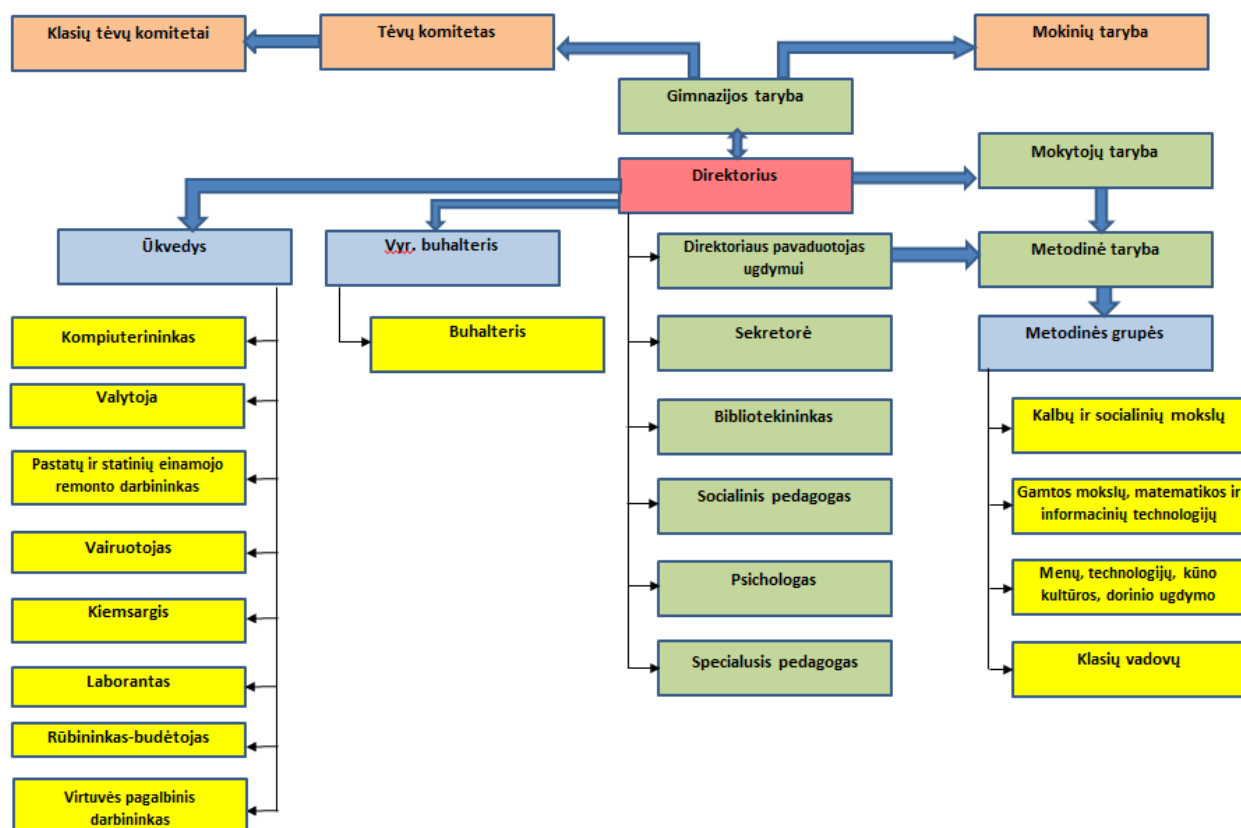 Klasių tėvų komitetai
Tėvų komitetas
Mokinių taryba
Gimnazijos taryba
Mokytojų taryba
Direktorius
Ūkvedys
Vyr. buhalteris
Direktoriaus pavaduotojas
ugdymui
Metodinė taryba
Kompiuterininkas
Buhalteris
Sekretorė
Metodinės grupės
Valytoja
Bibliotekininkas
Kalbų ir socialinių mokslų
Pastatų ir statinių einamojo
remonto darbininkas
Socialinis pedagogas
Gamtos mokslų, matematikos ir
informacinių technologijų
Vairuotojas
Psichologas
Menų, technologijų, kūno
kultūros, dorinio ugdymo
Kiemsargis
Specialusis pedagogas
Klasių vadovų
Laborantas
Rūbininkas-budėtojas
Virtuvės pagalbinis
darbininkas